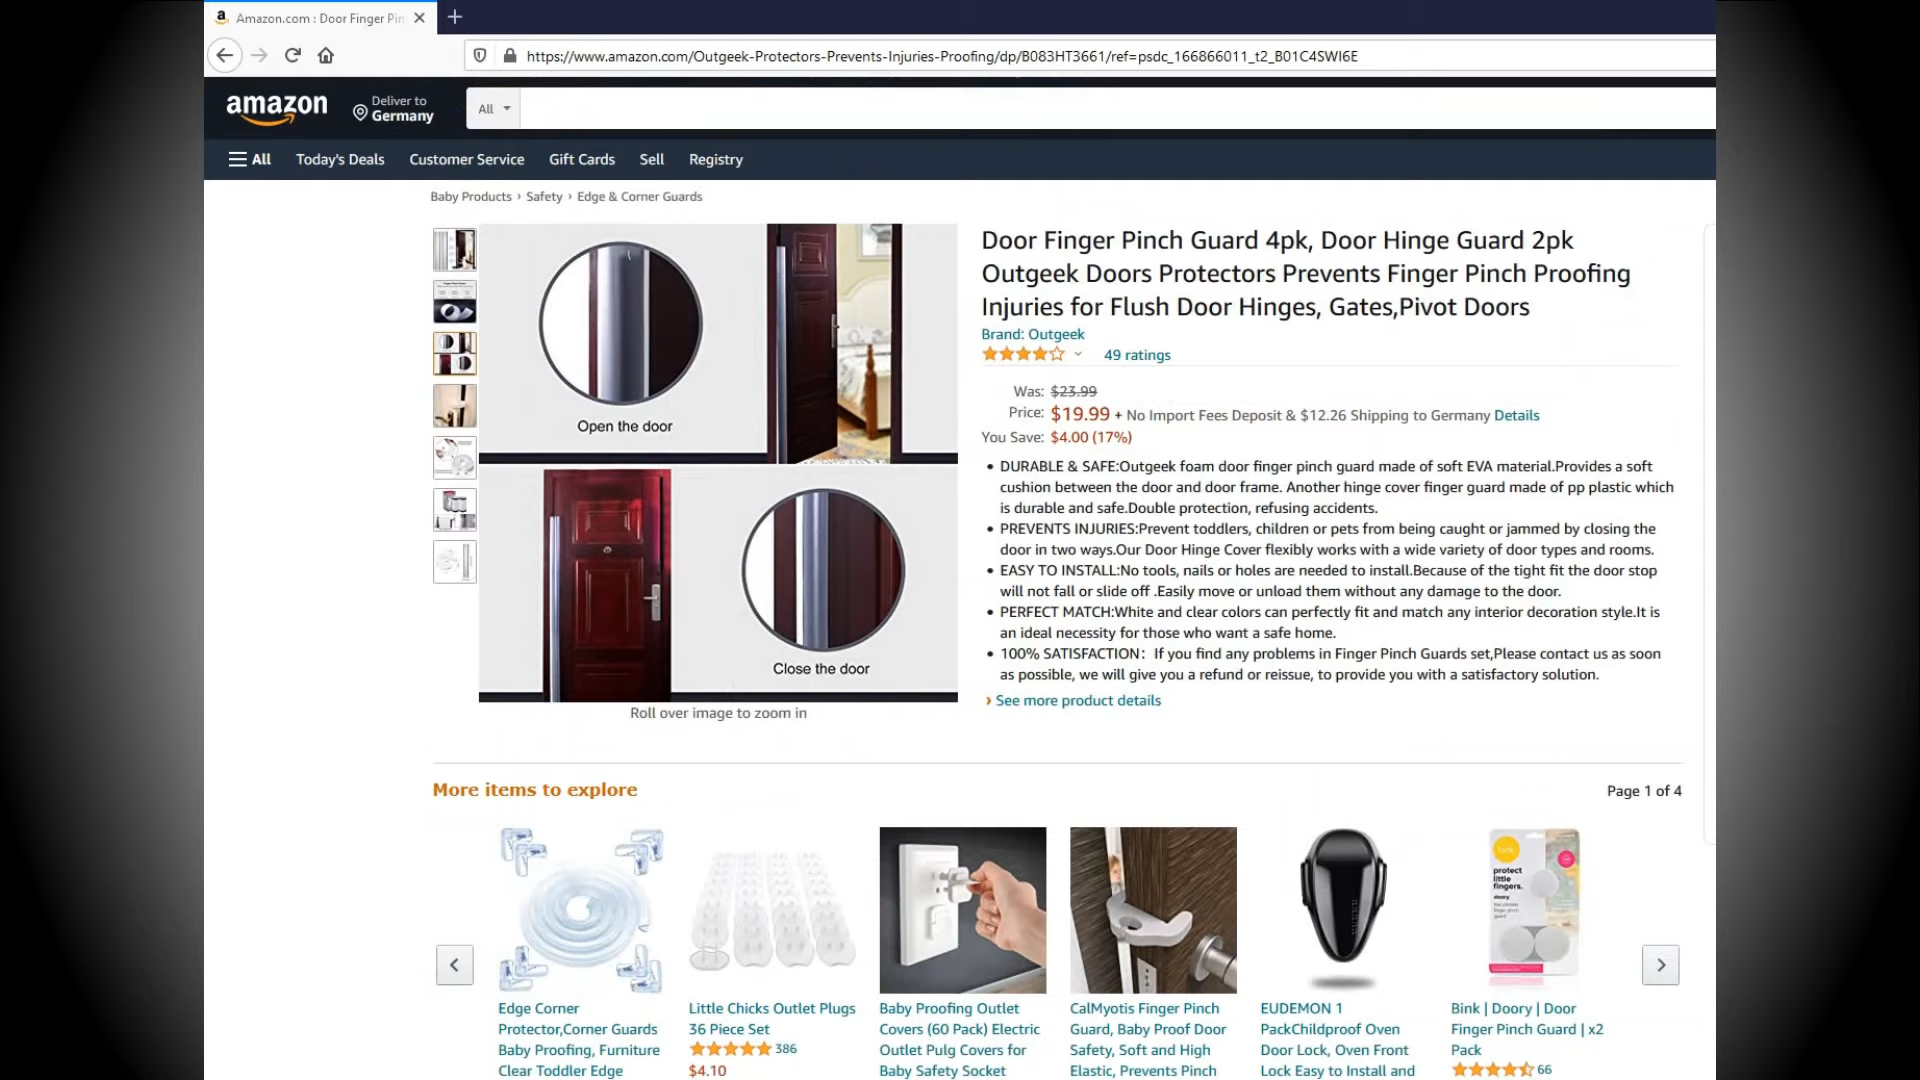 Amazon.com : Door Finger Pin
https://www.amazon.com/Outgeek-Protectors-Prevents-Injuries-Proofing/dp/B083HT3661/ref=psdc_166866011_t2_B01C4SWI6E
amazon
Deliver to
Germany
All
All
Today's Deals
Customer Service
Gift Cards
Sell
Registry
Baby Products › Safety › Edge & Corner Guards
Open the door
Close the door
Roll over image to zoom in
Door Finger Pinch Guard 4pk, Door Hinge Guard 2pk
Outgeek Doors Protectors Prevents Finger Pinch Proofing
Injuries for Flush Door Hinges, Gates,Pivot Doors
Brand: Outgeek
49 ratings
Was: $23.99
Price: $19.99 + No Import Fees Deposit & $12.26 Shipping to Germany Details
You Save: $4.00 (17%)
• DURABLE & SAFE:Outgeek foam door finger pinch guard made of soft EVA material.Provides a soft
cushion between the door and door frame. Another hinge cover finger guard made of pp plastic which
is durable and safe.Double protection, refusing accidents.
• PREVENTS INJURIES:Prevent toddlers, children or pets from being caught or jammed by closing the
door in two ways.Our Door Hinge Cover flexibly works with a wide variety of door types and rooms.
• EASY TO INSTALL:No tools, nails or holes are needed to install.Because of the tight fit the door stop
will not fall or slide off .Easily move or unload them without any damage to the door.
• PERFECT MATCH:White and clear colors can perfectly fit and match any interior decoration style.It is
an ideal necessity for those who want a safe home.
• 100% SATISFACTION：If you find any problems in Finger Pinch Guards set,Please contact us as soon
as possible, we will give you a refund or reissue, to provide you with a satisfactory solution.
› See more product details
More items to explore
Page 1 of 4
protect
little
fingers.
Edge Corner
Protector,Corner Guards
Baby Proofing, Furniture
Clear Toddler Edge
Little Chicks Outlet Plugs
36 Piece Set
386
$4.10
Baby Proofing Outlet
Covers (60 Pack) Electric
Outlet Pulg Covers for
Baby Safety Socket
CalMyotis Finger Pinch
Guard, Baby Proof Door
Safety, Soft and High
Elastic, Prevents Pinch
EUDEMON 1
PackChildproof Oven
Door Lock, Oven Front
Lock Easy to Install and
Bink | Doory | Door
Finger Pinch Guard | x2
Pack
66